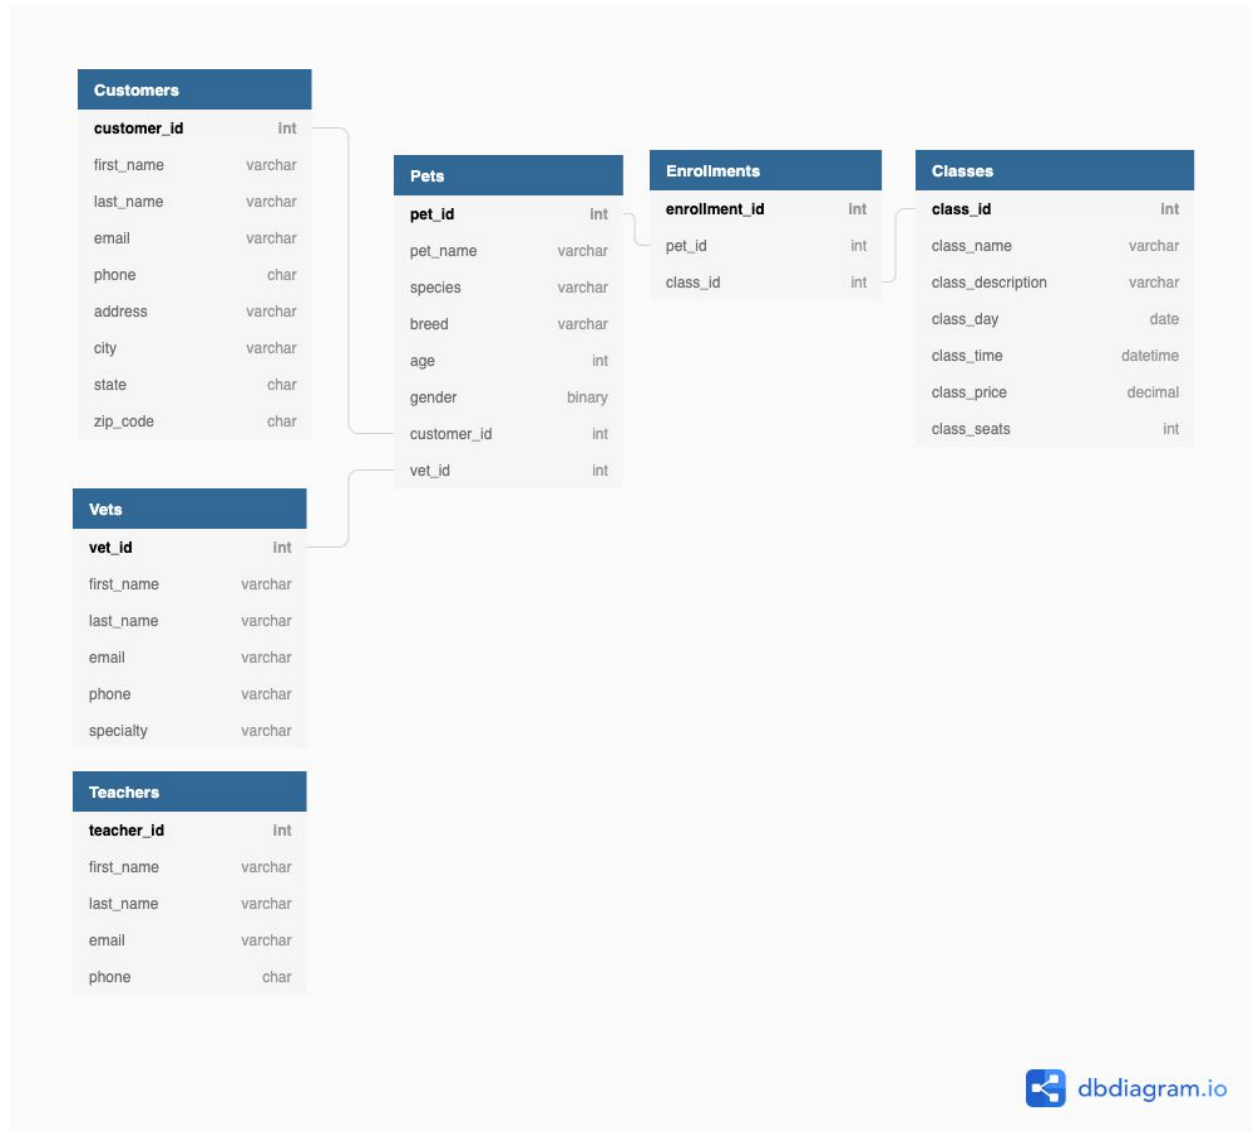 Customers
customer_id int
first_name varchar
last_name varchar
email varchar
phone char
address varchar
city varchar
state char
zip_code char
Pets
pet_id int
pet_name varchar
species varchar
breed varchar
age int
gender binary
customer_id int
vet_id int
Enrollments
enrollment_id int
pet_id int
class_id int
Classes
class_id int
class_name varchar
class_description varchar
class_day date
class_time datetime
class_price decimal
class_seats int
Vets
vet_id int
first_name varchar
last_name varchar
email varchar
phone varchar
specialty varchar
Teachers
teacher_id int
first_name varchar
last_name varchar
email varchar
phone char
dbdiagram.io